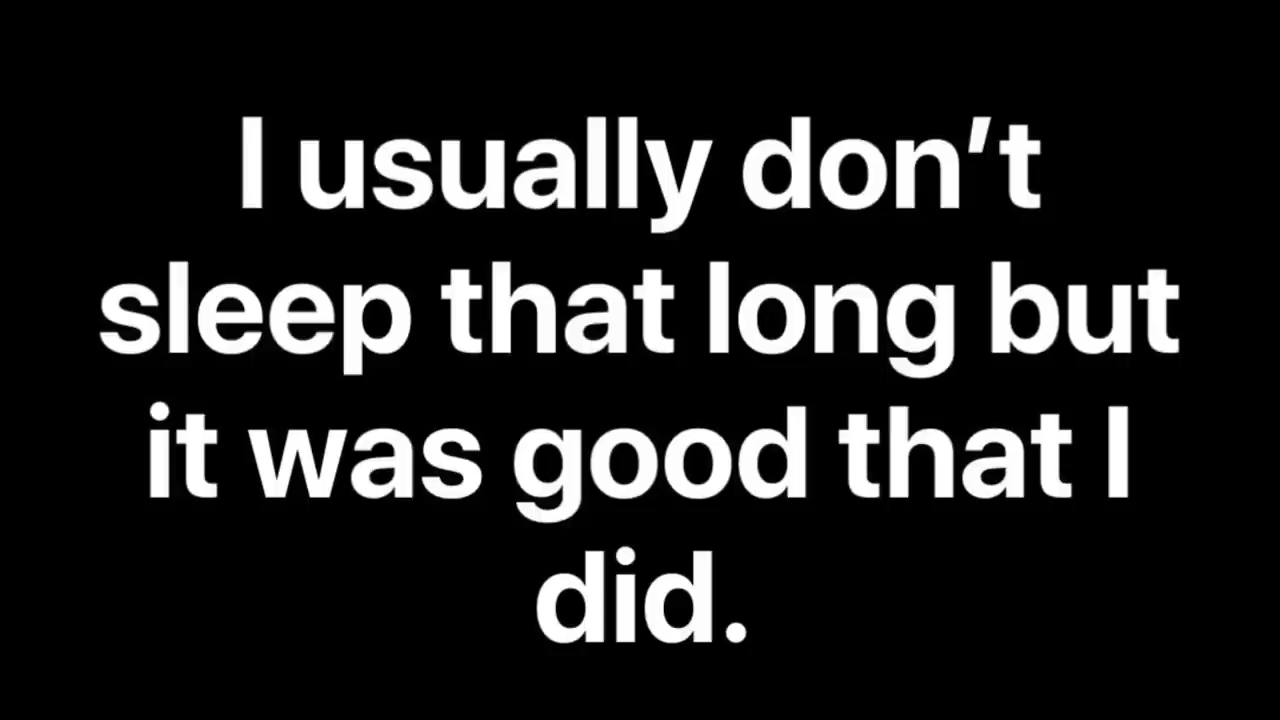 I usually don’t
sleep that long but
it was good that I
did.